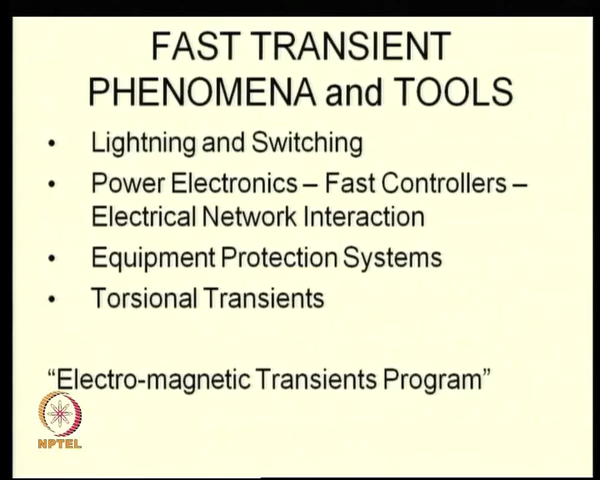 FAST TRANSIENT
PHENOMENA and TOOLS
• Lightning and Switching
• Power Electronics – Fast Controllers –
Electrical Network Interaction
• Equipment Protection Systems
• Torsional Transients
“Electro-magnetic Transients Program”
NPTEL